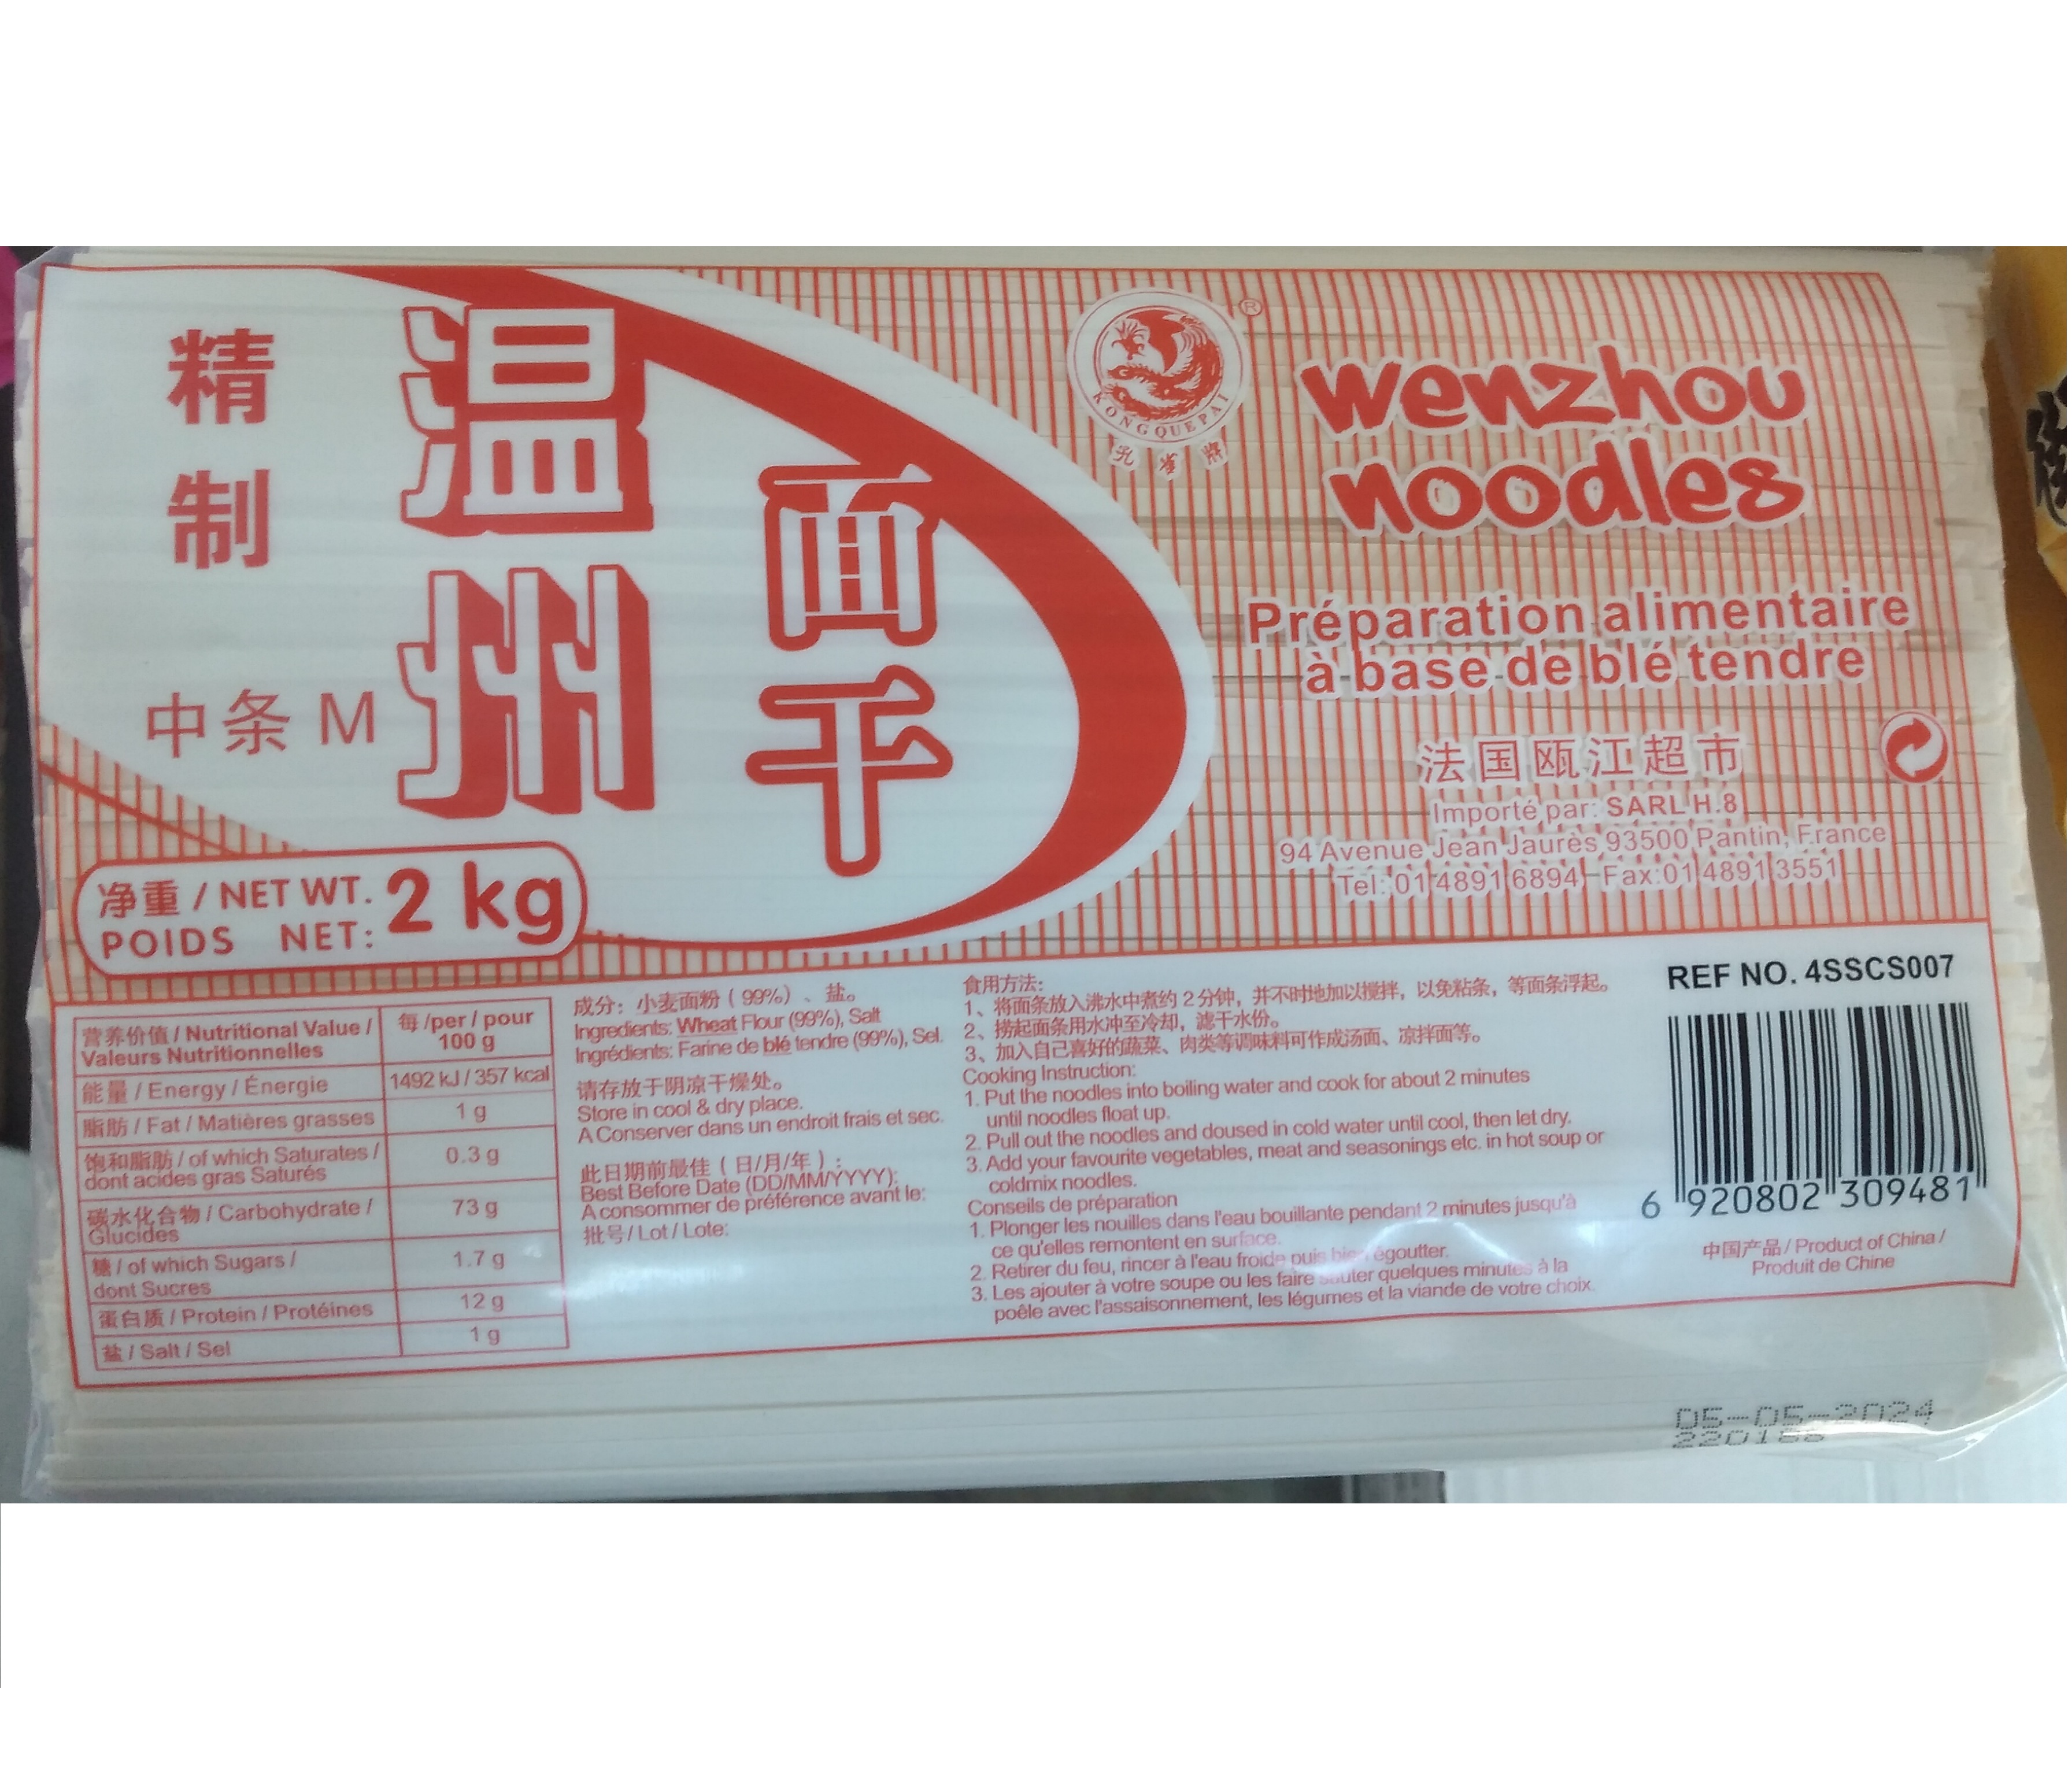 精
制
温
州
面
干
中条 M
净重 / NET WT.
POIDS NET:
2 kg
KONG QUE PAI
®
孔雀牌
wenzhou
noodles
Préparation alimentaire
à base de blé tendre
法国瓯江超市
Importé par: SARL H.8
94 Avenue Jean Jaurès 93500 Pantin, France
Tel: 01 4891 6894 Fax:01 4891 3551
营养价值 / Nutritional Value /
Valeurs Nutritionnelles
每 /per / pour
100 g
能量 / Energy / Énergie
1492 kJ / 357 kcal
脂肪 / Fat / Matières grasses
1 g
饱和脂肪 / of which Saturates /
dont acides gras Saturés
0.3 g
碳水化合物 / Carbohydrate /
Glucides
73 g
糖 / of which Sugars /
dont Sucres
1.7 g
蛋白质 / Protein / Protéines
12 g
盐 / Salt / Sel
1 g
成分：小麦面粉（99%）、盐。
Ingredients: Wheat Flour (99%), Salt
Ingrédients: Farine de blé tendre (99%), Sel.
请存放于阴凉干燥处。
Store in cool & dry place.
A Conserver dans un endroit frais et sec.
此日期前最佳（日/月/年）:
Best Before Date (DD/MM/YYYY):
A consommer de préférence avant le:
批号/ Lot / Lote:
食用方法:
1、将面条放入沸水中煮约 2 分钟，并不时地加以搅拌，以免粘条，等面条浮起。
2、捞起面条用水冲至冷却，滤干水份。
3、加入自己喜好的蔬菜、肉类等调味料可作成汤面、凉拌面等。
Cooking Instruction:
1. Put the noodles into boiling water and cook for about 2 minutes
until noodles float up.
2. Pull out the noodles and doused in cold water until cool, then let dry.
3. Add your favourite vegetables, meat and seasonings etc. in hot soup or
coldmix noodles.
Conseils de préparation
1. Plonger les nouilles dans l'eau bouillante pendant 2 minutes jusqu'à
ce qu'elles remontent en surface.
2. Retirer du feu, rincer à l'eau froide puis égoutter.
3. Les ajouter à votre soupe ou les faire sauter quelques minutes à la
poêle avec l'assaisonnement, les légumes et la viande de votre choix.
REF NO. 4SSCS007
6 920802 309481
中国产品 / Product of China /
Produit de Chine
05-05-2024